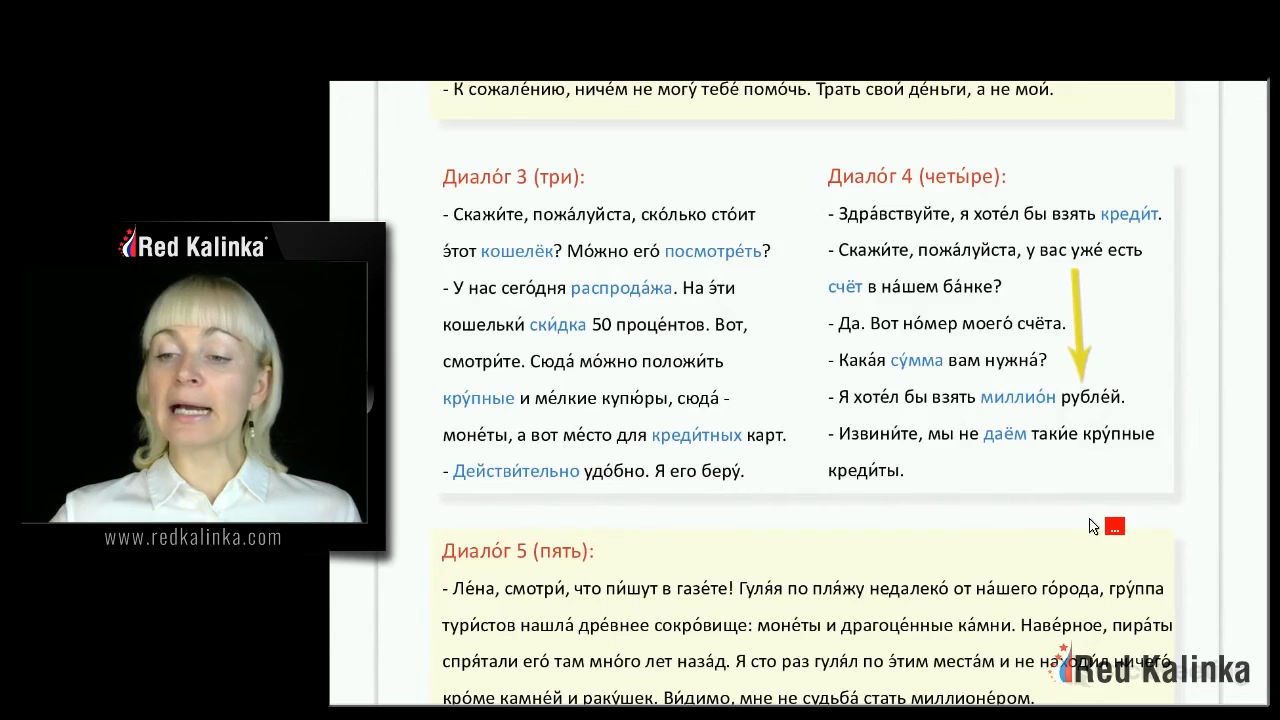 - К сожале́нию, ниче́м не могу́ тебе́ помо́чь. Трать свои́ де́ньги, а не мои́.
Red Kalinka
www.redkalinka.com
Диало́г 3 (три):
- Скажи́те, пожа́луйста, ско́лько сто́ит
э́тот кошелёк? Мо́жно его́ посмотре́ть?
- У нас сего́дня распрода́жа. На э́ти
кошельки́ ски́дка 50 проце́нтов. Вот,
смотри́те. Сюда́ мо́жно положи́ть
кру́пные и ме́лкие купю́ры, сюда́ -
моне́ты, а вот ме́сто для креди́тных карт.
- Действи́тельно удо́бно. Я его беру́.
Диало́г 4 (четы́ре):
- Здра́вствуйте, я хоте́л бы взять креди́т.
- Скажи́те, пожа́луйста, у вас уже́ есть
счёт в на́шем ба́нке?
- Да. Вот но́мер моего́ счёта.
- Кака́я су́мма вам нужна́?
- Я хоте́л бы взять миллио́н рубле́й.
- Извини́те, мы не даём таки́е кру́пные
креди́ты.
...
Диало́г 5 (пять):
- Ле́на, смотри́, что пи́шут в газе́те! Гуля́я по пля́жу недалеко́ от на́шего го́рода, гру́ппа
тури́стов нашла́ дре́внее сокро́вище: моне́ты и драгоце́нные ка́мни. Наве́рное, пира́ты
спря́тали его́ там мно́го лет наза́д. Я сто раз гуля́л по э́тим места́м и не находи́л ничего́
кро́ме камне́й и раку́шек. Ви́димо, мне не судьба́ стать миллионе́ром.
Red Kalinka